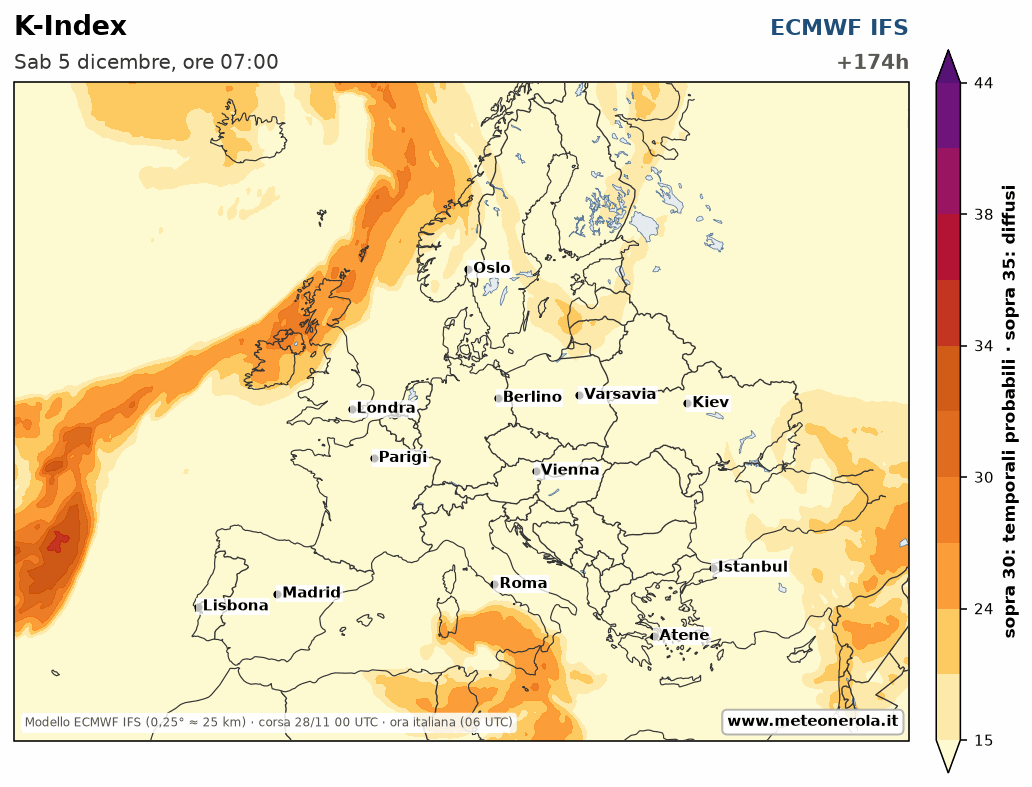 K-Index
ECMWF IFS
Sab 5 dicembre, ore 07:00
+174h
44
38
34
30
24
15
sopra 30: temporali probabili · sopra 35: diffusi
Oslo
Berlino
Varsavia
Kiev
Londra
Parigi
Vienna
Istanbul
Roma
Madrid
Lisbona
Atene
Modello ECMWF IFS (0,25° ≈ 25 km) · corsa 28/11 00 UTC · ora italiana (06 UTC)
www.meteonerola.it